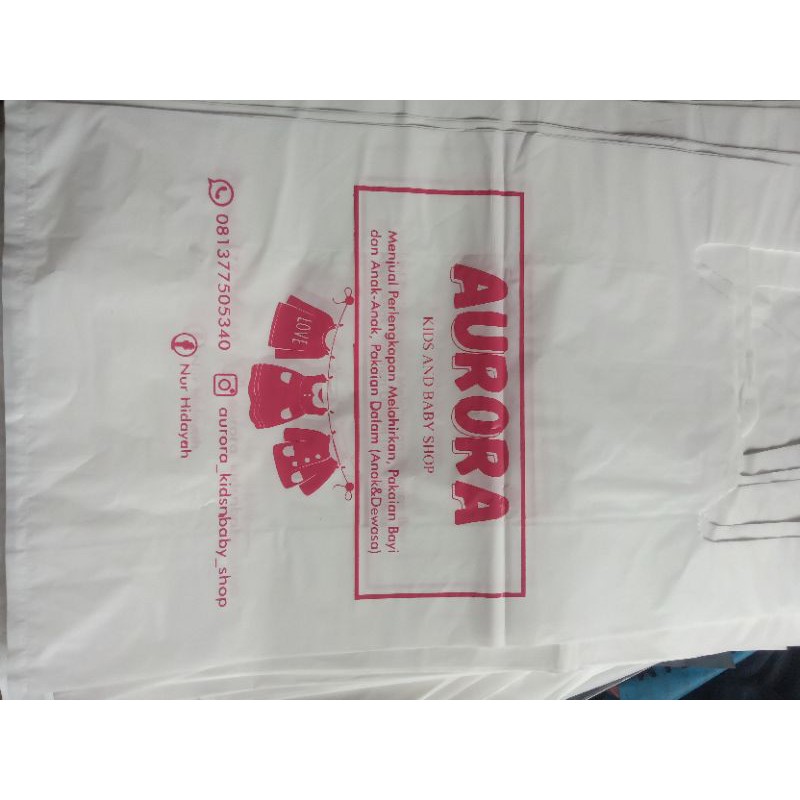 AURORA
KIDS AND BABY SHOP
Menjual Perlengkapan Melahirkan, Pakaian Bayi
dan Anak-Anak, Pakaian Dalam (Anak&Dewasa)
LOVE
081377505340
aurora_kidsnbaby_shop
Nur Hidayah